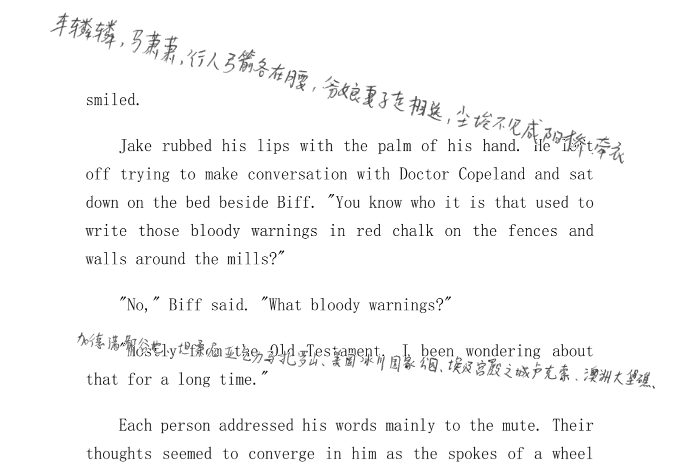 车辚辚，马萧萧，行人弓箭各在腰，爷娘妻子走相送，尘埃不见咸阳桥。牵衣
smiled.
Jake rubbed his lips with the palm of his hand. He left
off trying to make conversation with Doctor Copeland and sat
down on the bed beside Biff. "You know who it is that used to
write those bloody warnings in red chalk on the fences and
walls around the mills?"
"No," Biff said. "What bloody warnings?"
加德满都谷地、坦桑尼亚乞力马扎罗山、美国冰川国家公园、埃及宫殿之城卢克索、澳洲大堡礁、
"Mostly from the Old Testament. I been wondering about
that for a long time."
Each person addressed his words mainly to the mute. Their
thoughts seemed to converge in him as the spokes of a wheel